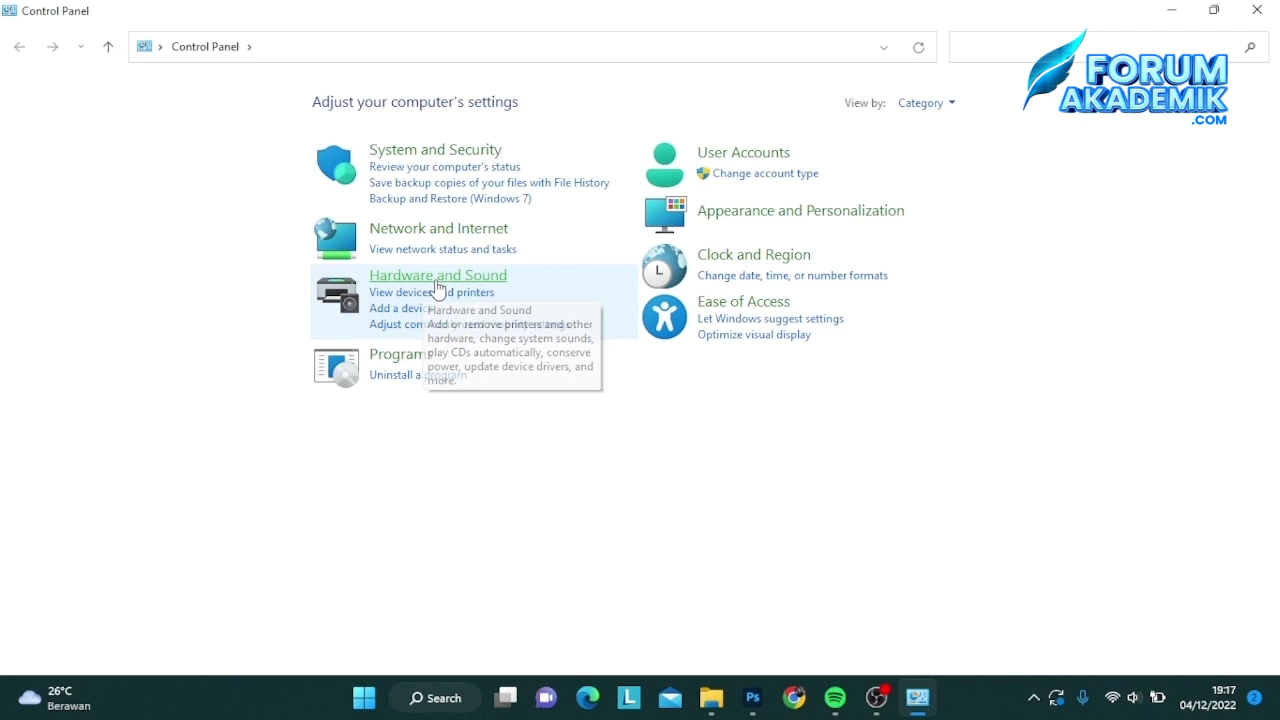 Control Panel
Control Panel
FORUM
AKADEMIK
.COM
Adjust your computer's settings
View by: Category
System and Security
Review your computer's status
Save backup copies of your files with File History
Backup and Restore (Windows 7)
Network and Internet
View network status and tasks
Hardware and Sound
View devices and printers
Add a device
Adjust
Hardware and Sound
Add or remove printers and other
hardware, change system sounds,
play CDs automatically, conserve
power, update device drivers, and
more.
Programs
Uninstall a program
User Accounts
Change account type
Appearance and Personalization
Clock and Region
Change date, time, or number formats
Ease of Access
Let Windows suggest settings
Optimize visual display
26°C
Berawan
Search
L
Ps
19:17
04/12/2022
2